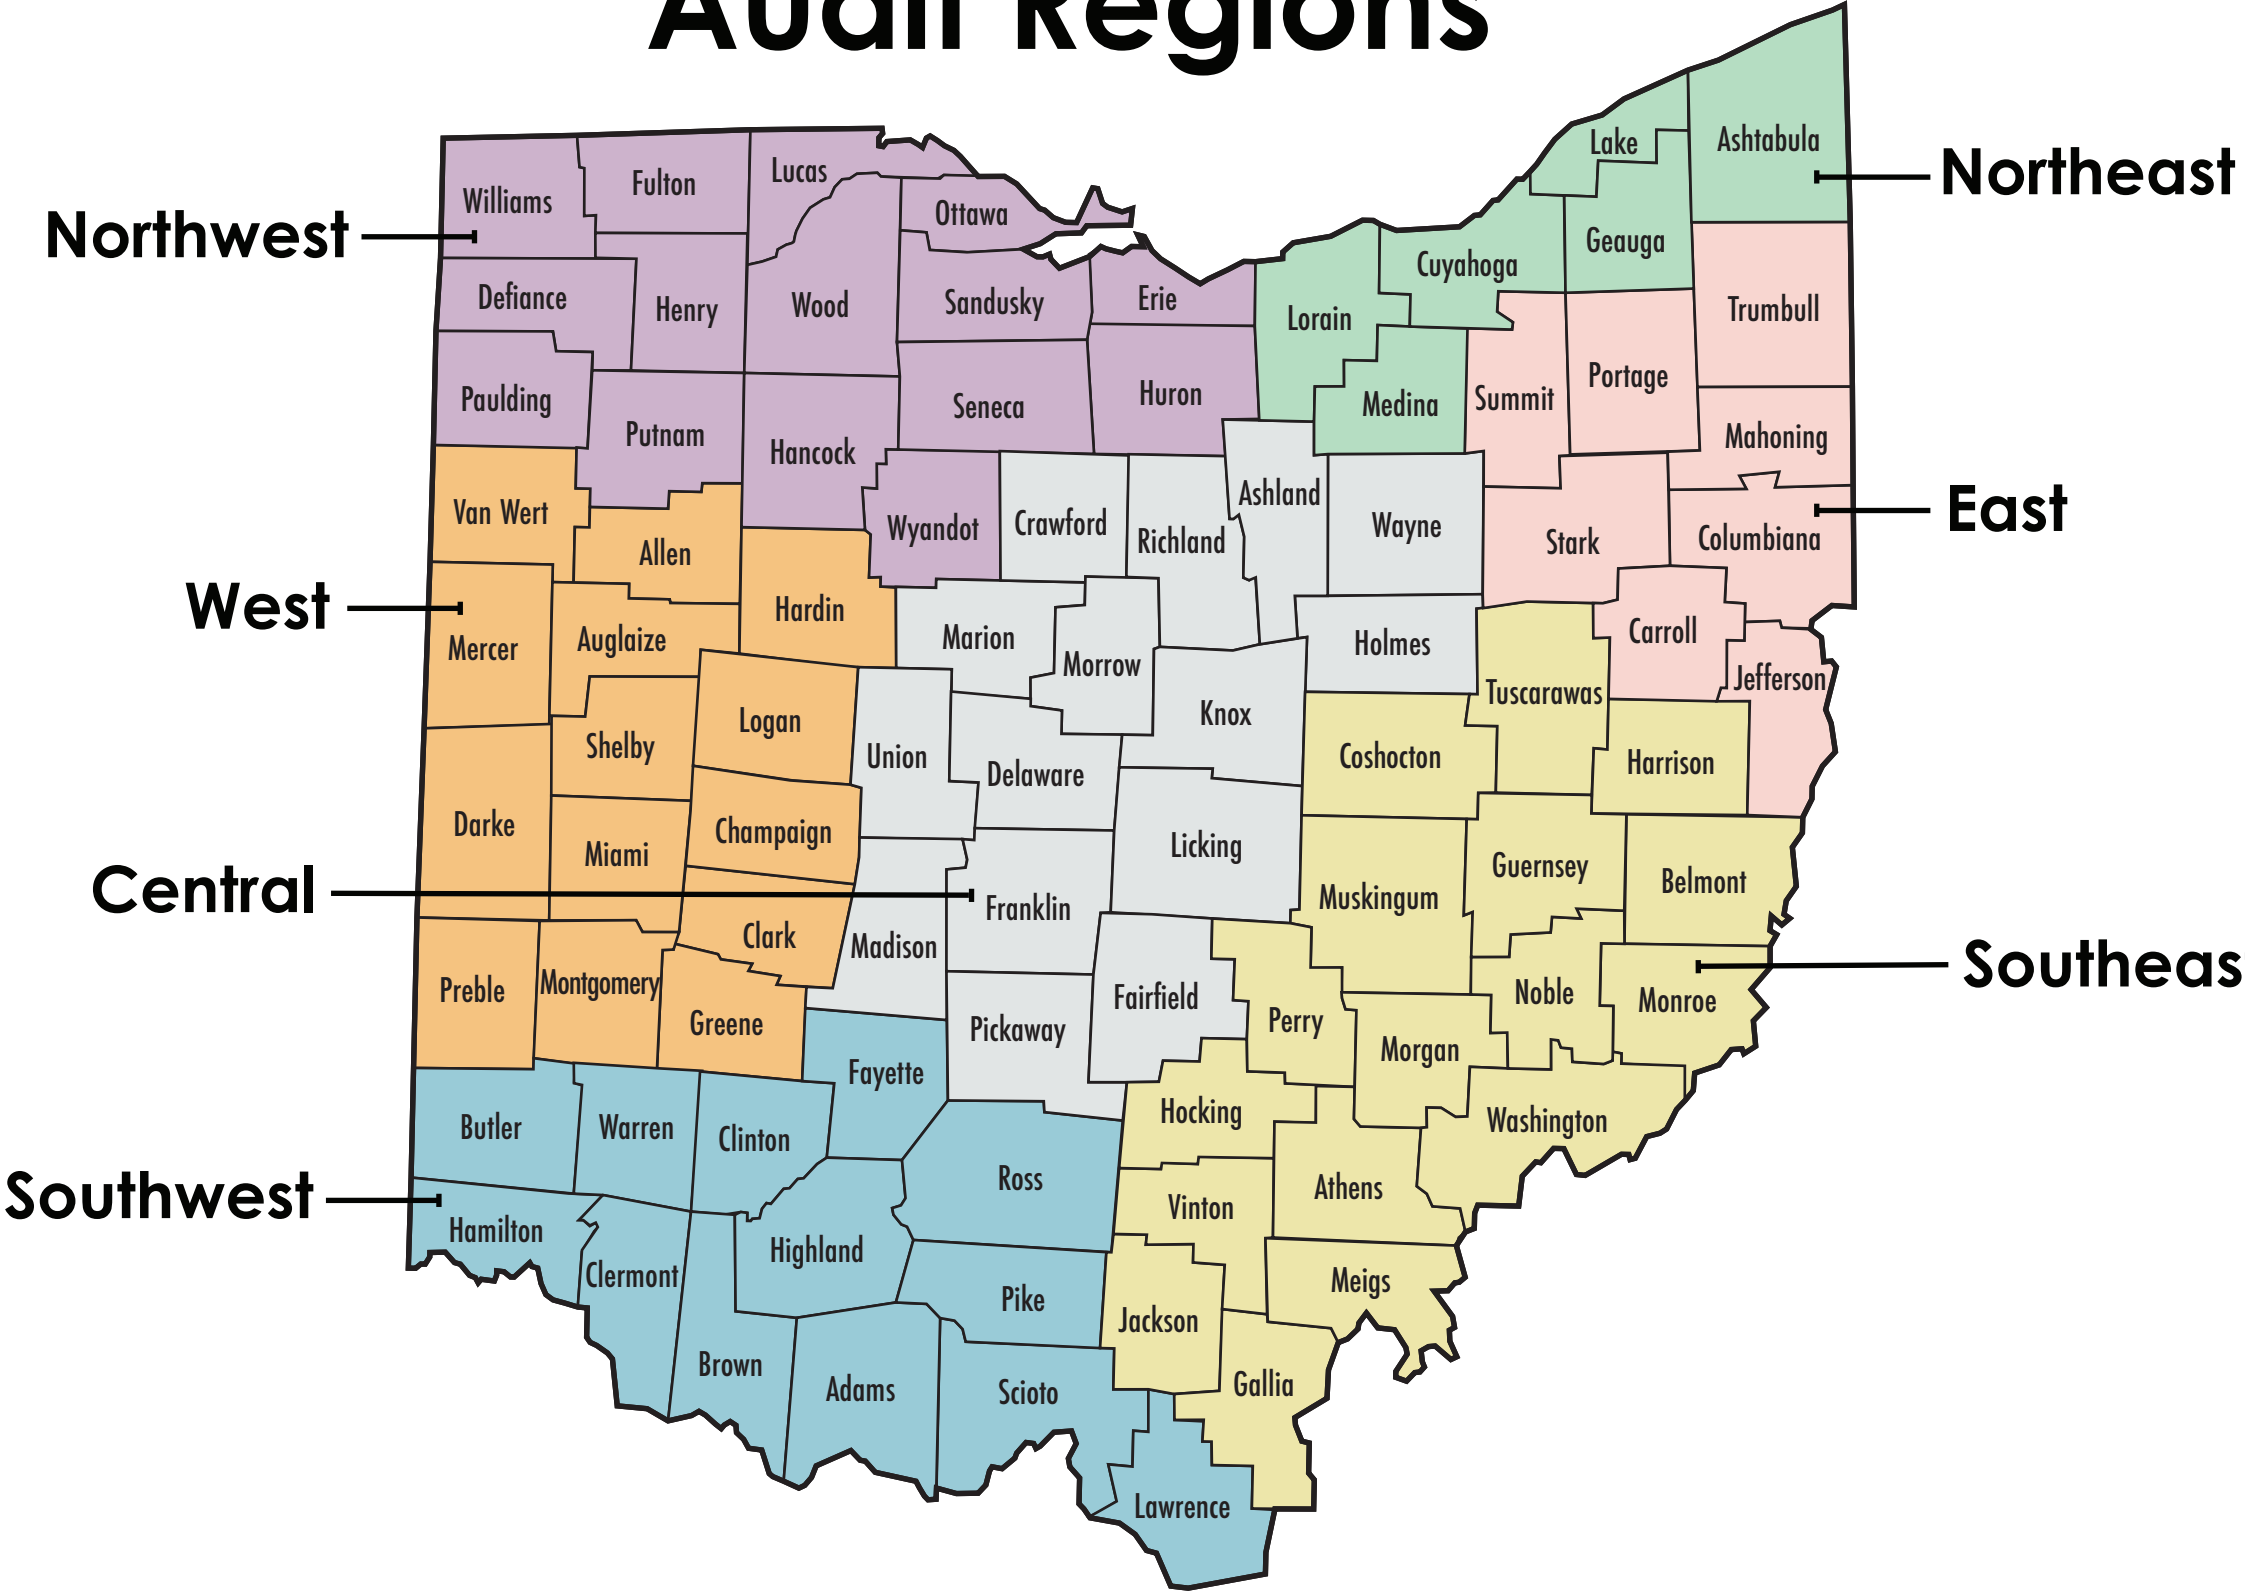 Audit Regions
Lake
Ashtabula
Northeast
Lucas
Fulton
Williams
Northwest
Ottawa
Geauga
Cuyahoga
Defiance
Henry
Wood
Sandusky
Erie
Lorain
Trumbull
Paulding
Putnam
Seneca
Huron
Medina
Summit
Portage
Mahoning
Hancock
Van Wert
Allen
Wyandot
Crawford
Richland
Ashland
Wayne
Stark
Columbiana
East
West
Mercer
Auglaize
Hardin
Marion
Morrow
Holmes
Carroll
Jefferson
Tuscarawas
Logan
Shelby
Union
Knox
Delaware
Coshocton
Harrison
Darke
Miami
Champaign
Licking
Guernsey
Belmont
Muskingum
Central
Franklin
Clark
Madison
Preble
Montgomery
Greene
Fairfield
Perry
Noble
Monroe
Southeas
Pickaway
Morgan
Fayette
Hocking
Washington
Butler
Warren
Clinton
Ross
Athens
Vinton
Southwest
Hamilton
Highland
Clermont
Pike
Meigs
Jackson
Brown
Adams
Scioto
Gallia
Lawrence